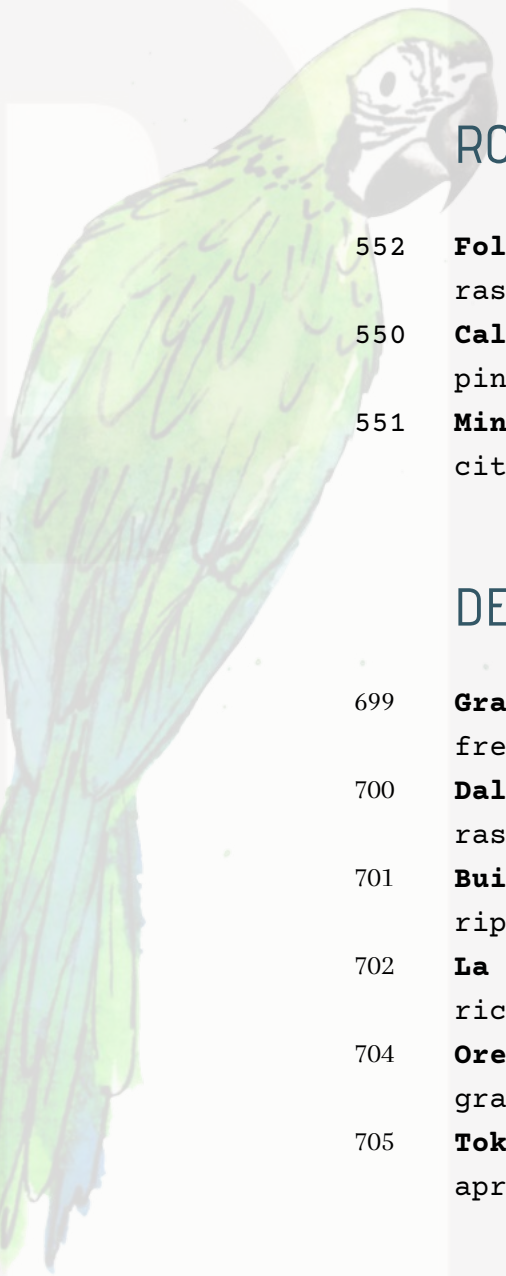 RO
552 Fol
ras
550 Cal
pin
551 Min
cit
DE
699 Gra
fre
700 Dal
ras
701 Bui
rip
702 La
ric
704 Ore
gra
705 Tok
apr